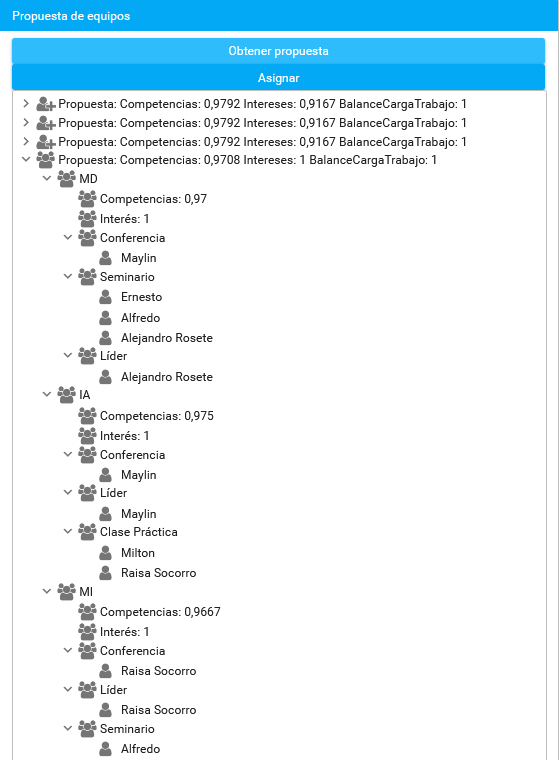 Propuesta de equipos
Obtener propuesta
Asignar
Propuesta: Competencias: 0,9792 Intereses: 0,9167 BalanceCargaTrabajo: 1
Propuesta: Competencias: 0,9792 Intereses: 0,9167 BalanceCargaTrabajo: 1
Propuesta: Competencias: 0,9792 Intereses: 0,9167 BalanceCargaTrabajo: 1
Propuesta: Competencias: 0,9708 Intereses: 1 BalanceCargaTrabajo: 1
MD
Competencias: 0,97
Interés: 1
Conferencia
Maylin
Seminario
Ernesto
Alfredo
Alejandro Rosete
Líder
Alejandro Rosete
IA
Competencias: 0,975
Interés: 1
Conferencia
Maylin
Líder
Maylin
Clase Práctica
Milton
Raisa Socorro
MI
Competencias: 0,9667
Interés: 1
Conferencia
Raisa Socorro
Líder
Raisa Socorro
Seminario
Alfredo